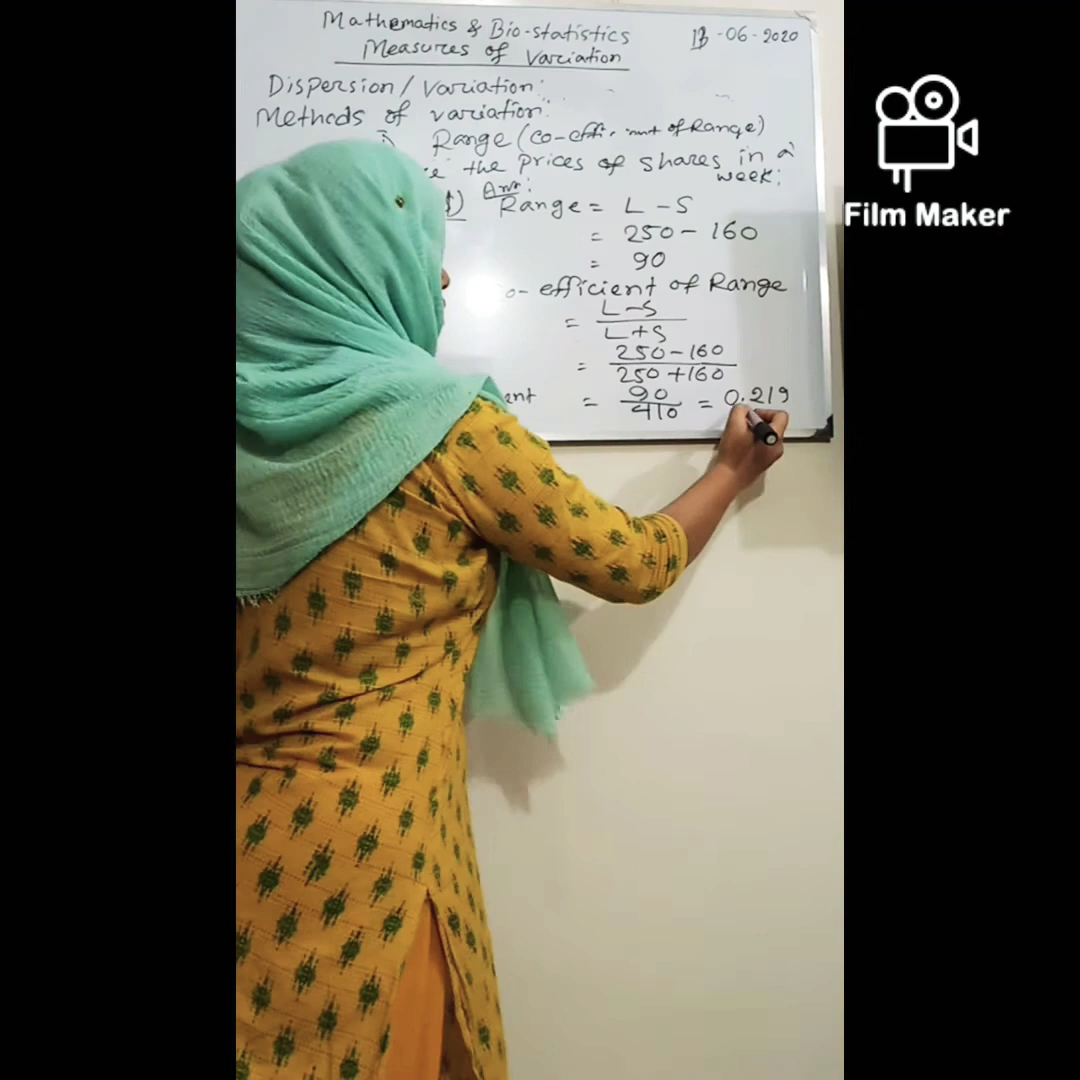 Mathematics & Bio-statistics
13-06-2020
Measures of Variation
Dispersion/Variation:
Methods of variation:
Range (co-efficient of Range)
the prices of shares in a
week:
Ans:
Range = L-S
= 250-160
= 90
o-efficient of Range
= L-S
L+S
= 250-160
250+160
ent
= 90
410
= 0.219
Film Maker